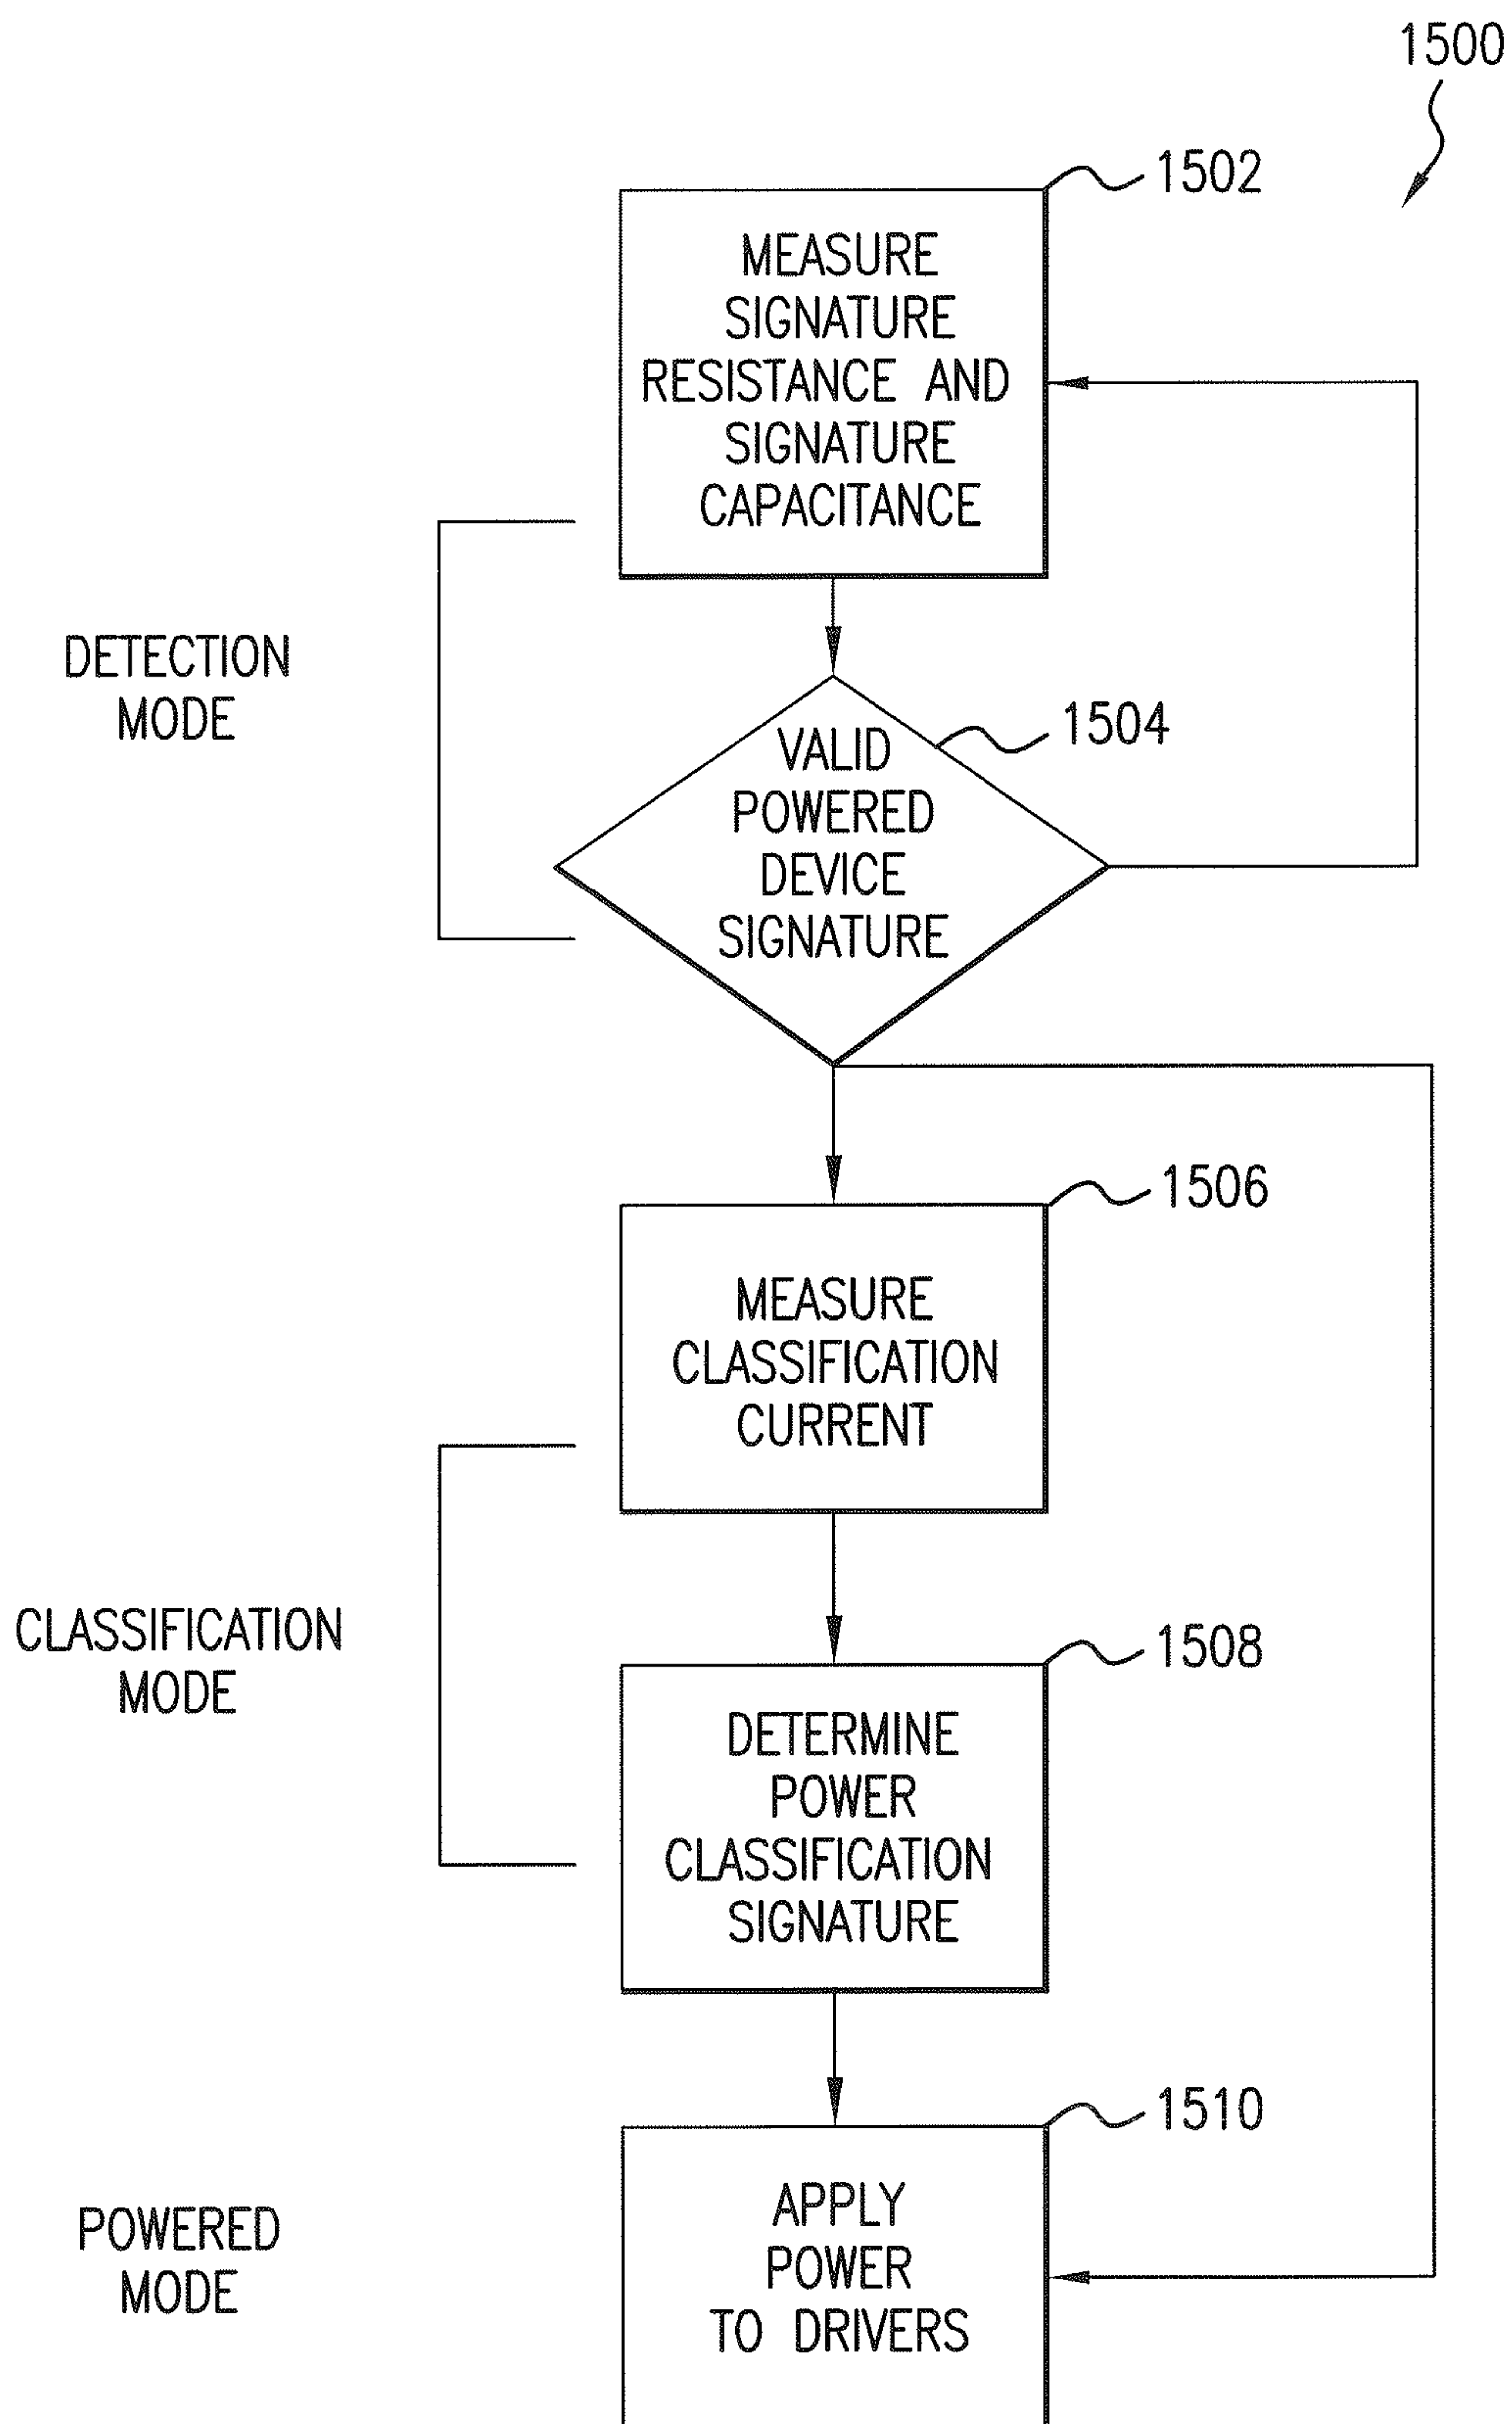 1500
1502
MEASURE
SIGNATURE
RESISTANCE AND
SIGNATURE
CAPACITANCE
DETECTION
MODE
1504
VALID
POWERED
DEVICE
SIGNATURE
1506
MEASURE
CLASSIFICATION
CURRENT
CLASSIFICATION
MODE
1508
DETERMINE
POWER
CLASSIFICATION
SIGNATURE
1510
POWERED
MODE
APPLY
POWER
TO DRIVERS